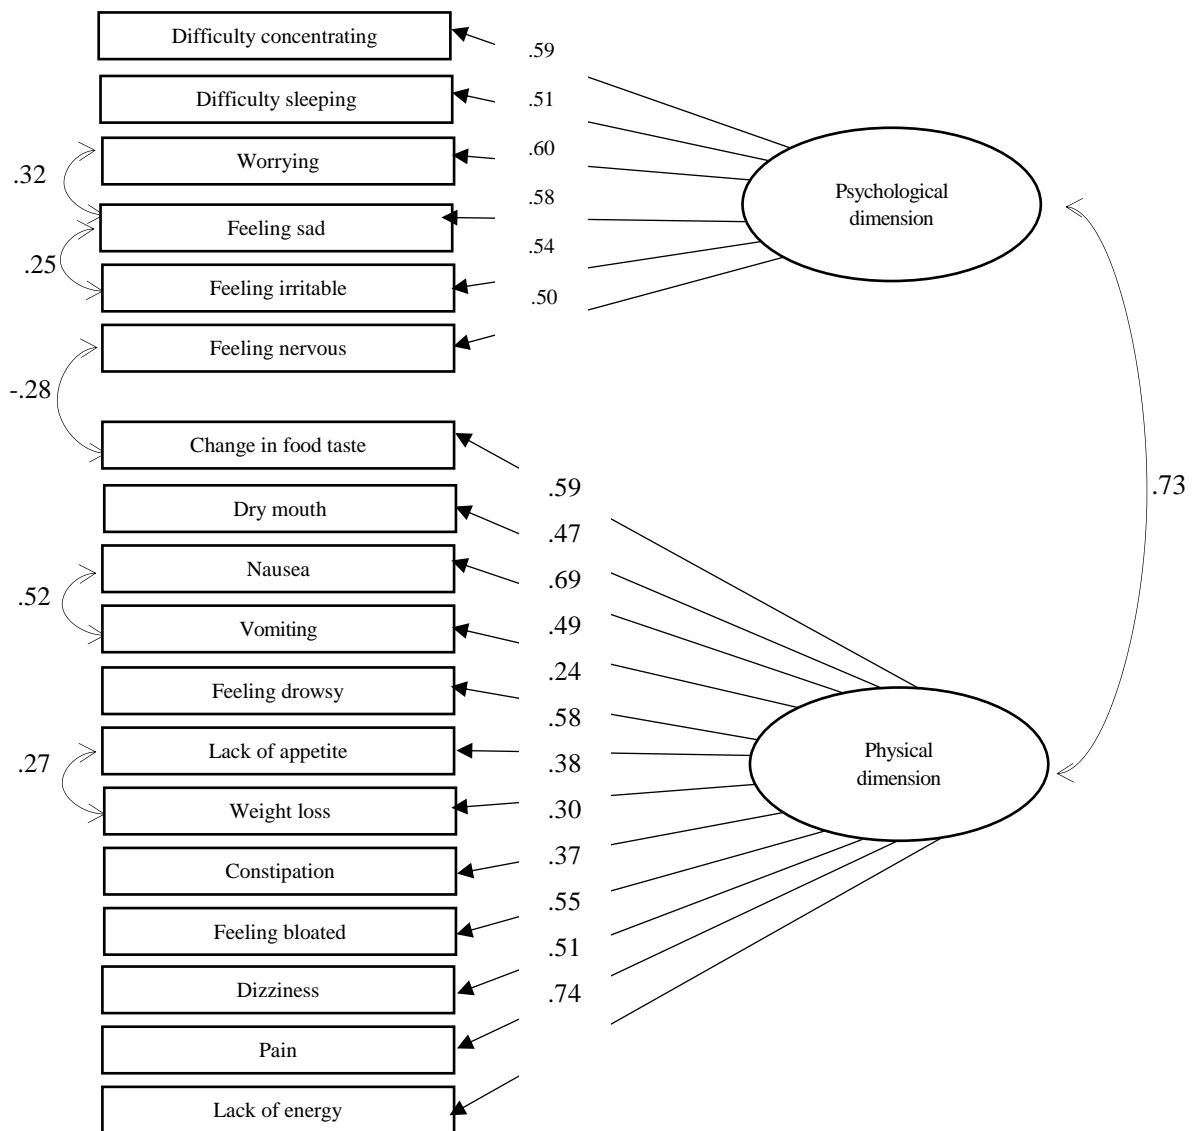 Difficulty concentrating
.59
Difficulty sleeping
.51
Worrying
.60
.32
.58
Feeling sad
Psychological
dimension
.54
.25
Feeling irritable
.50
Feeling nervous
-.28
Change in food taste
.59
.73
Dry mouth
.47
Nausea
.69
.52
Vomiting
.49
.24
Feeling drowsy
.58
Lack of appetite
Physical
dimension
.27
.38
Weight loss
.30
Constipation
.37
.55
Feeling bloated
.51
Dizziness
.74
Pain
Lack of energy